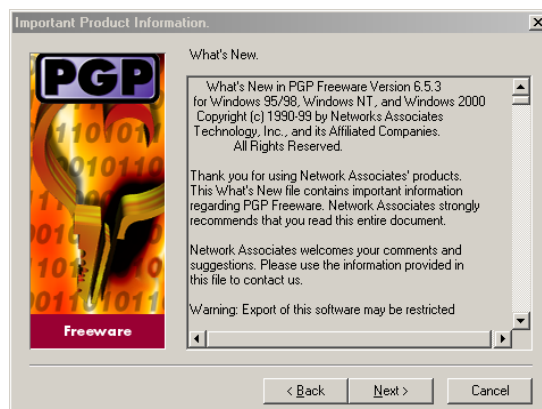 Important Product Information.
PGP
Freeware
What's New.
What's New in PGP Freeware Version 6.5.3
for Windows 95/98, Windows NT, and Windows 2000
Copyright (c) 1990-99 by Networks Associates
Technology, Inc., and its Affiliated Companies.
All Rights Reserved.
Thank you for using Network Associates' products.
This What's New file contains important information
regarding PGP Freeware. Network Associates strongly
recommends that you read this entire document.
Network Associates welcomes your comments and
suggestions. Please use the information provided in
this file to contact us.
Warning: Export of this software may be restricted
< Back
Next >
Cancel